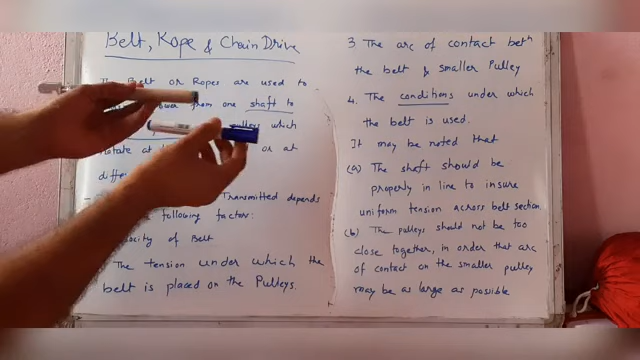 Belt, Rope & Chain Drive
The Belt or Ropes are used to
from one shaft to
pulleys which
rotate at or at
diff
Transmitted depends
following factor:
Velocity of Belt
The tension under which the
belt is placed on the Pulleys.
3 The arc of contact beth
the belt & smaller Pulley
4. The conditions under which
the belt is used.
It may be noted that
(a) The shaft should be
properly in line to insure
uniform tension across belt section.
(b) The pulleys should not be too
close together, in order that arc
of contact on the smaller pulley
may be as large as possible